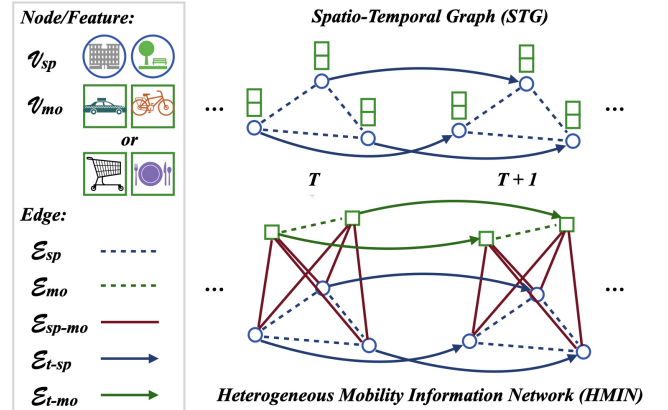 Node/Feature:
𝒱sp
𝒱mo
or
Edge:
ℰsp
ℰmo
ℰsp-mo
ℰt-sp
ℰt-mo
Spatio-Temporal Graph (STG)
... ...
T T + 1
... ...
Heterogeneous Mobility Information Network (HMIN)